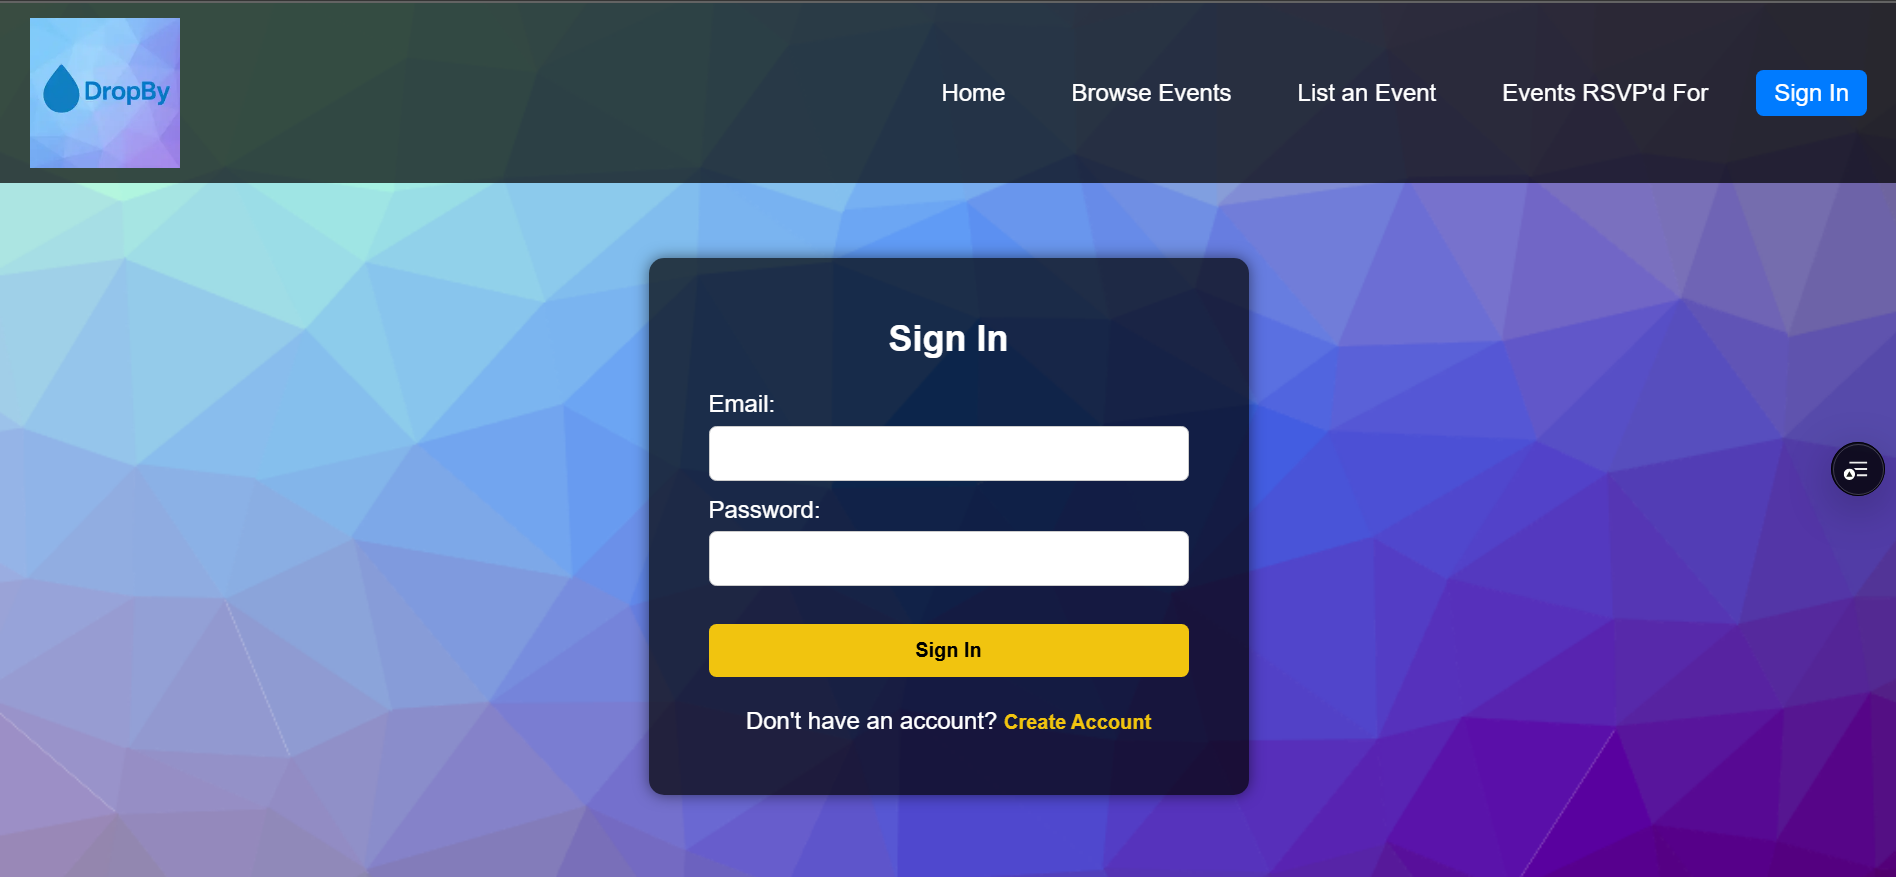 DropBy
Home Browse Events List an Event Events RSVP'd For Sign In
Sign In
Email:
Password:
Sign In
Don't have an account? Create Account